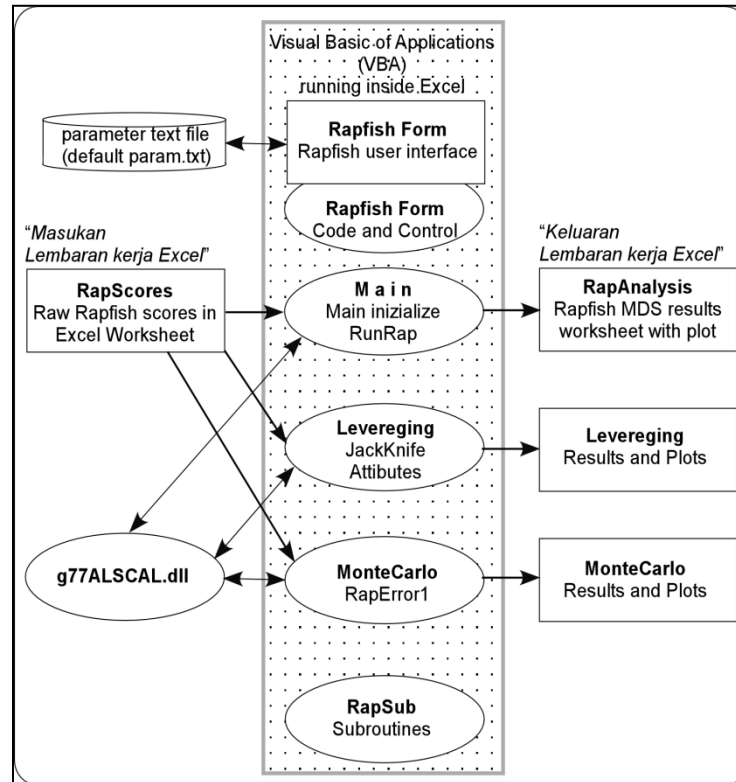 Visual Basic of Applications
(VBA)
running inside Excel
parameter text file
(default param.txt)
Rapfish Form
Rapfish user interface
Rapfish Form
Code and Control
“Masukan
Lembaran kerja Excel”
RapScores
Raw Rapfish scores in
Excel Worksheet
M a i n
Main inizialize
RunRap
“Keluaran
Lembaran kerja Excel”
RapAnalysis
Rapfish MDS results
worksheet with plot
Levereging
JackKnife
Attibutes
Levereging
Results and Plots
g77ALSCAL.dll
MonteCarlo
RapError1
MonteCarlo
Results and Plots
RapSub
Subroutines